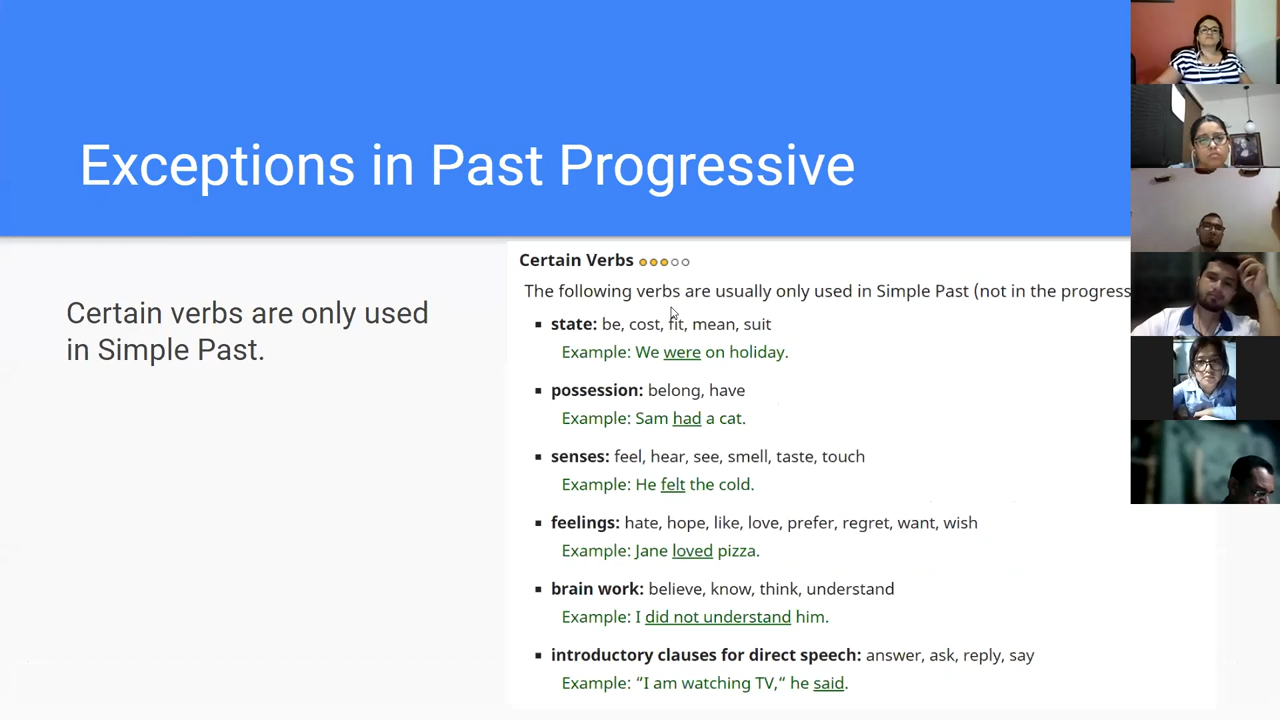 Exceptions in Past Progressive
Certain verbs are only used
in Simple Past.
Certain Verbs
The following verbs are usually only used in Simple Past (not in the progress
state: be, cost, fit, mean, suit
Example: We were on holiday.
possession: belong, have
Example: Sam had a cat.
senses: feel, hear, see, smell, taste, touch
Example: He felt the cold.
feelings: hate, hope, like, love, prefer, regret, want, wish
Example: Jane loved pizza.
brain work: believe, know, think, understand
Example: I did not understand him.
introductory clauses for direct speech: answer, ask, reply, say
Example: “I am watching TV,“ he said.